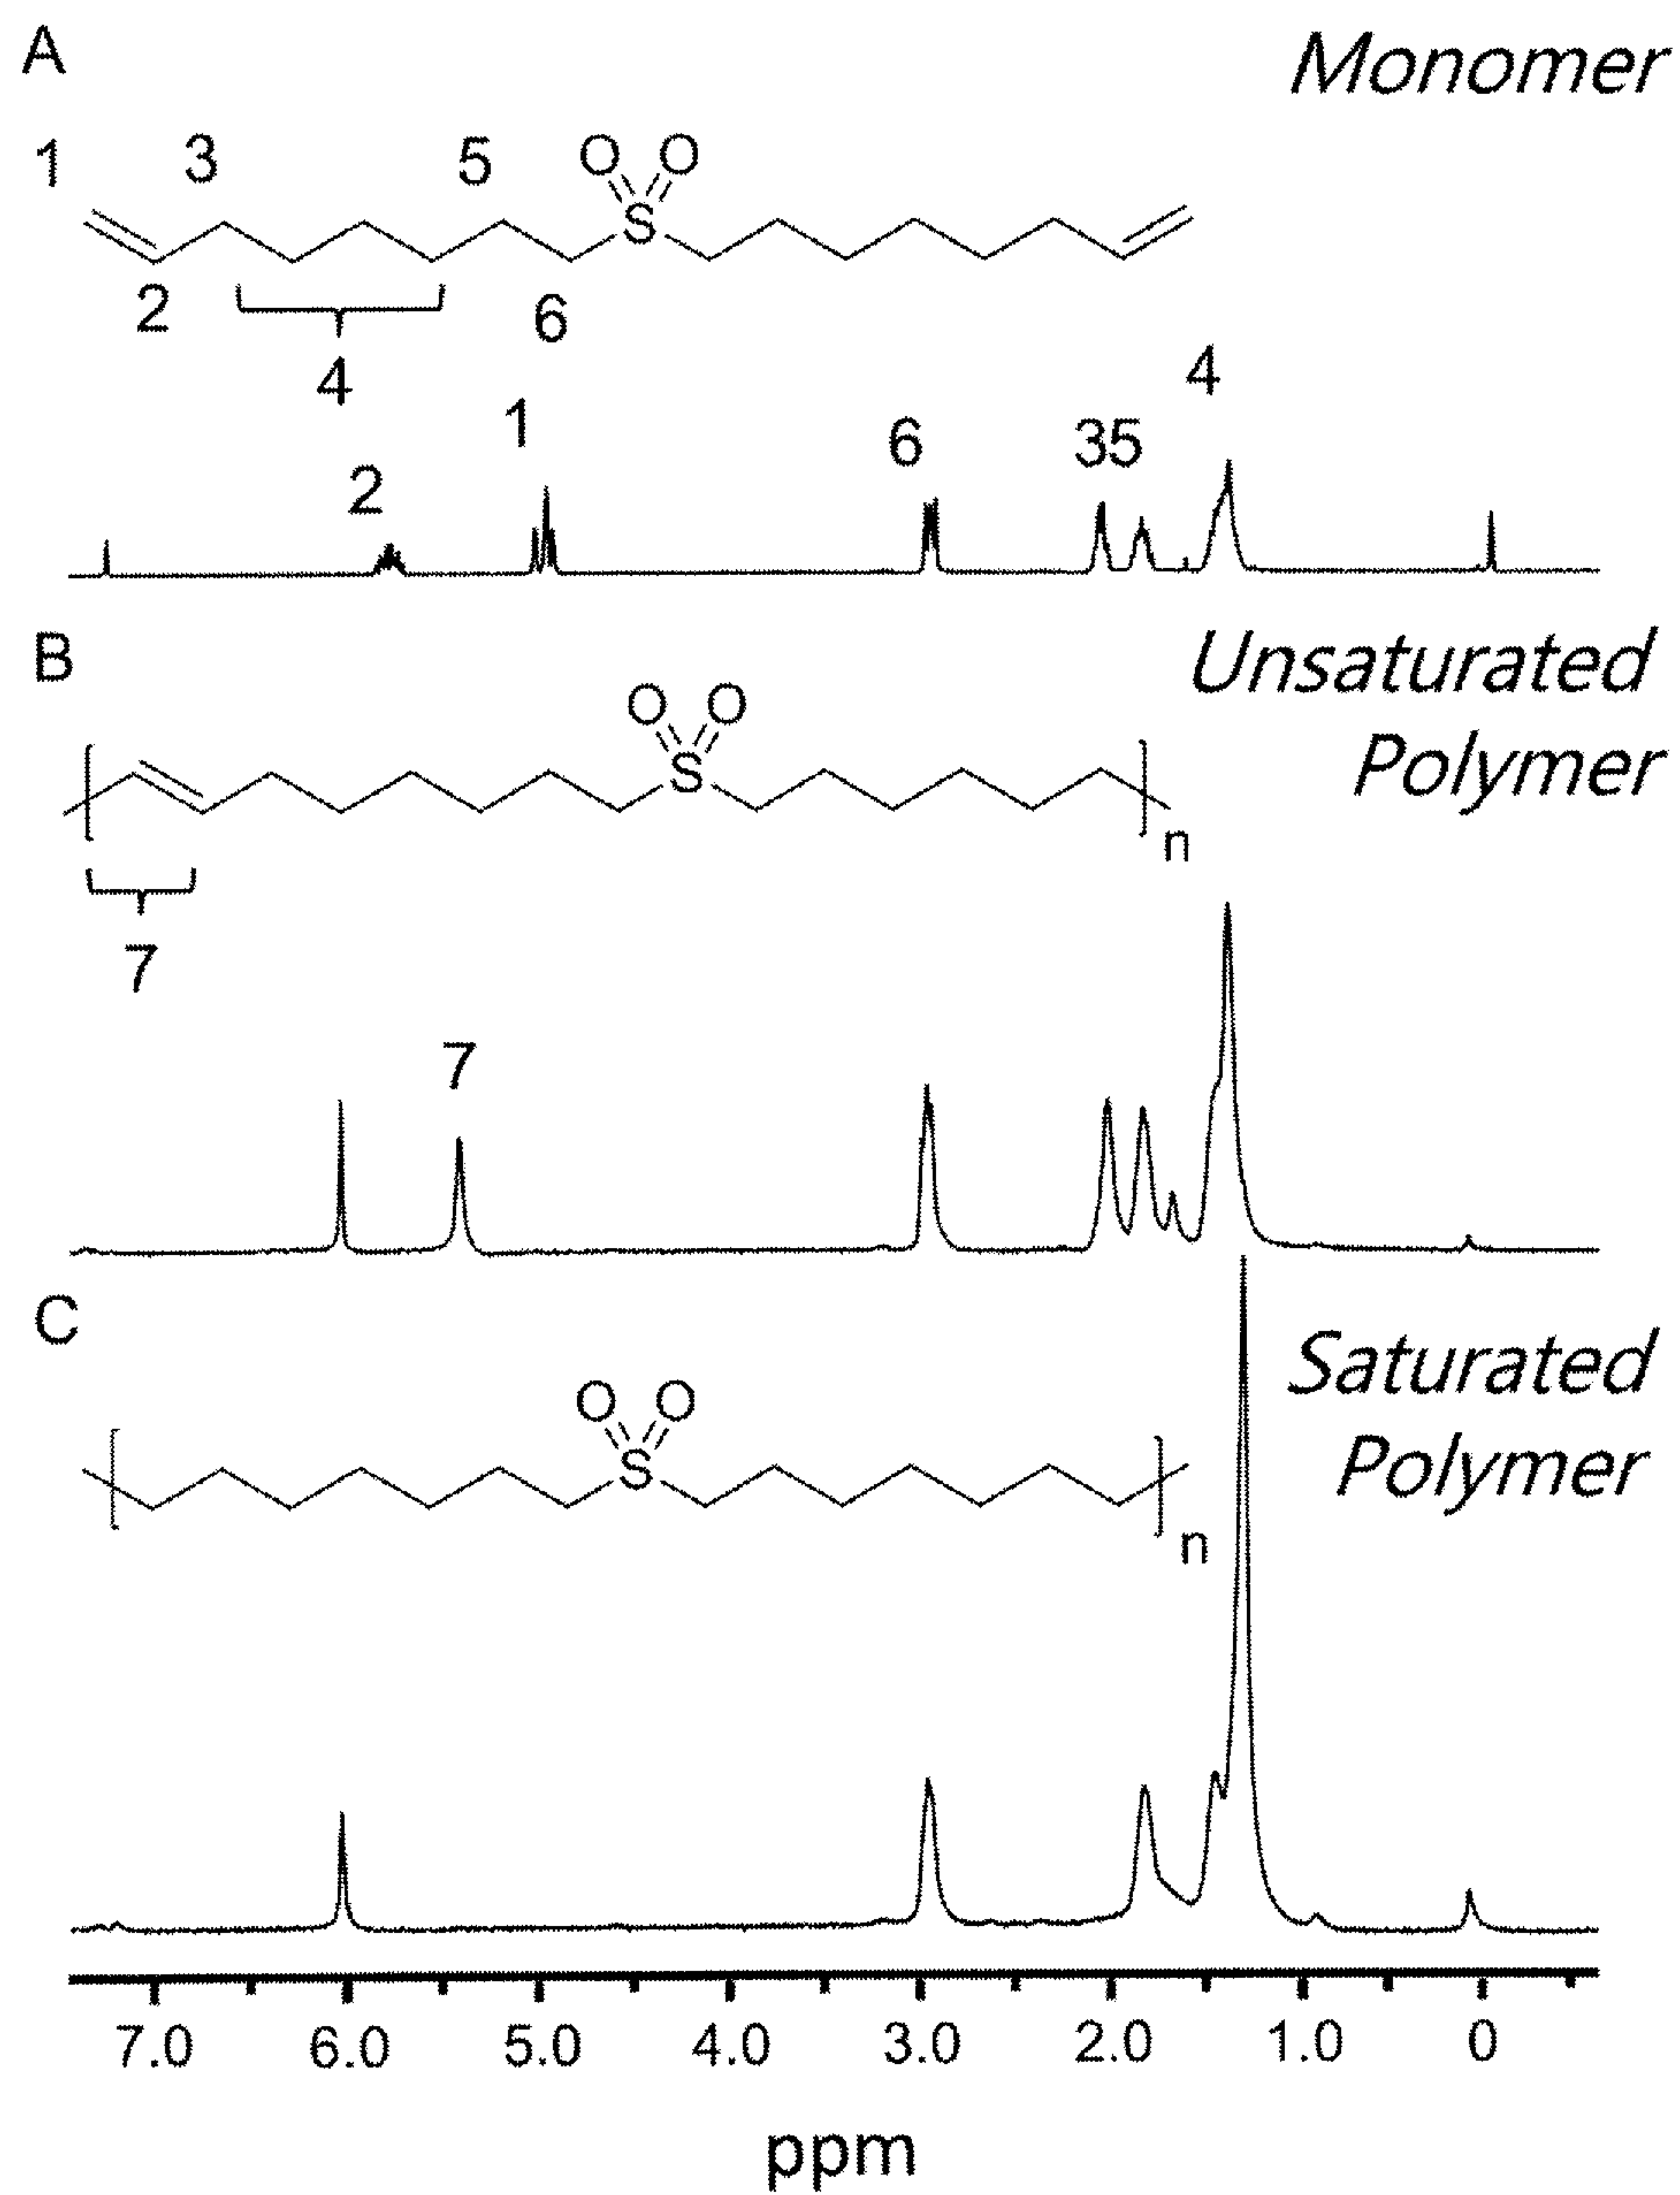 A
Monomer
1 3 5 O O
S
2 6
4
4
1
6 35
2
B
Unsaturated
Polymer
O O
S
n
7
7
C
Saturated
Polymer
O O
S
n
7.0 6.0 5.0 4.0 3.0 2.0 1.0 0
ppm